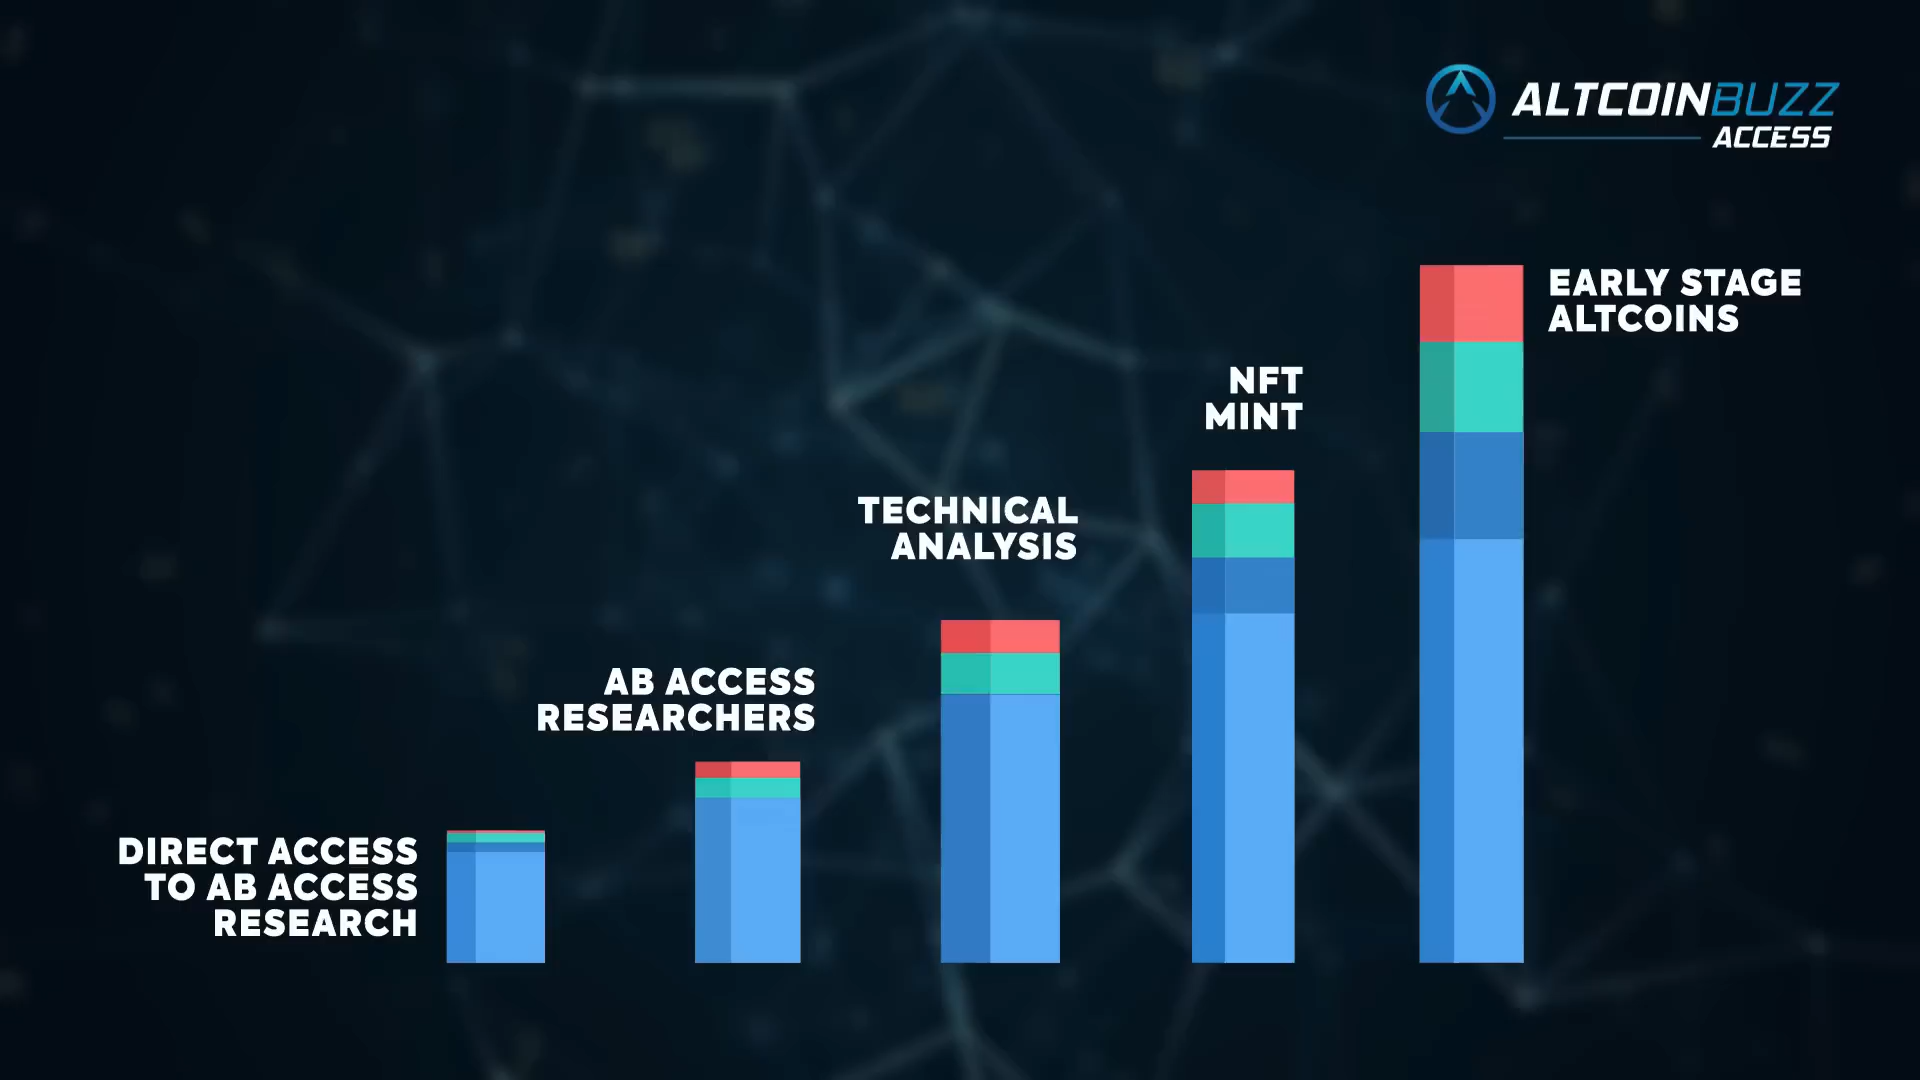 ALTCOINBUZZ
ACCESS
EARLY STAGE
ALTCOINS
NFT
MINT
TECHNICAL
ANALYSIS
AB ACCESS
RESEARCHERS
DIRECT ACCESS
TO AB ACCESS
RESEARCH